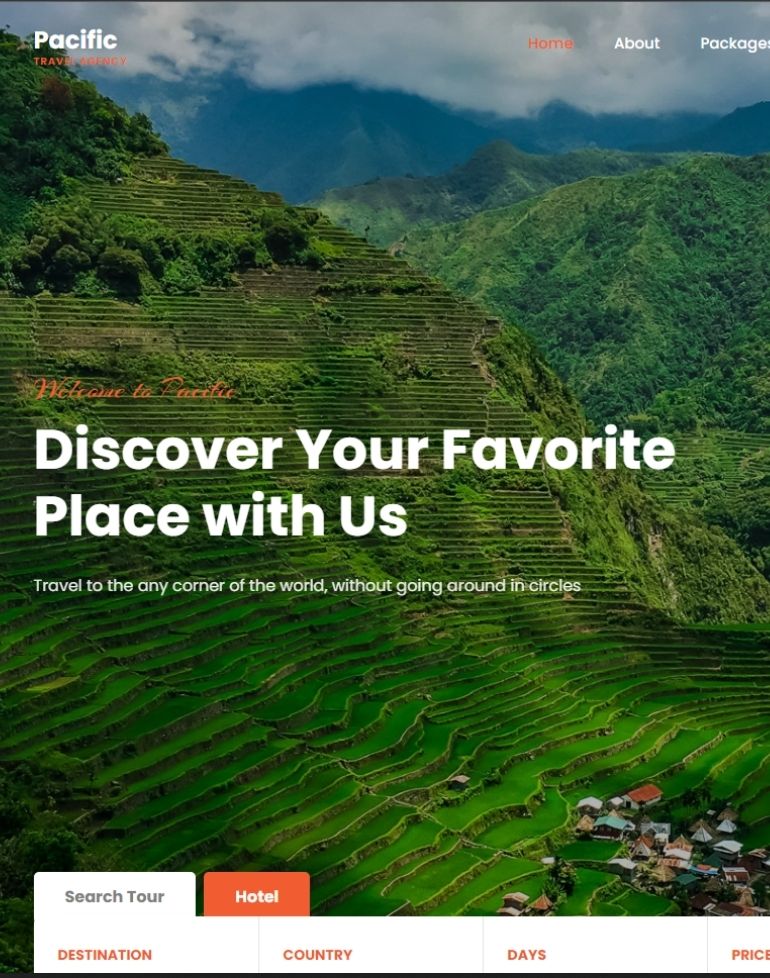 Pacific
TRAVEL AGENCY
Home About Packages
Welcome to Pacific
Discover Your Favorite
Place with Us
Travel to the any corner of the world, without going around in circles
Search Tour Hotel
DESTINATION COUNTRY DAYS PRICE